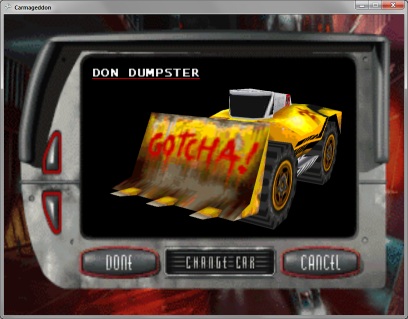 Carmageddon
DON DUMPSTER
GOTCHA!
DONE
CHANGE CAR
CANCEL